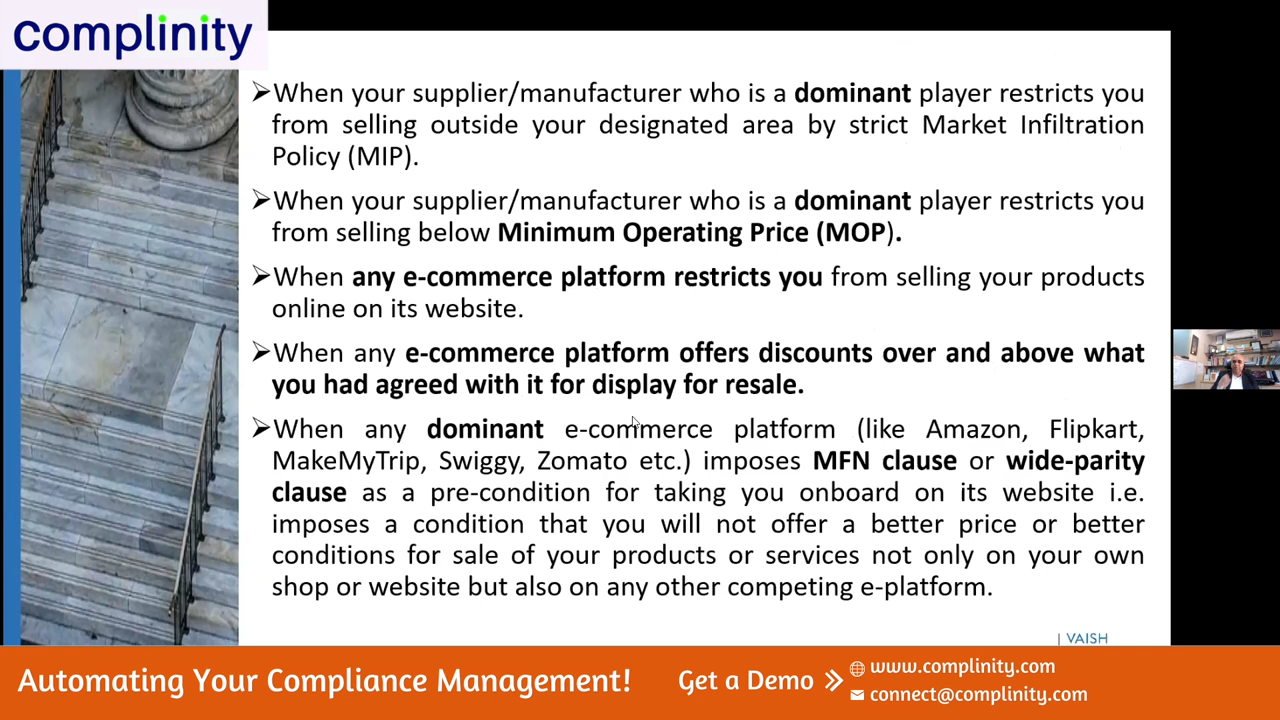 complinity
➢When your supplier/manufacturer who is a dominant player restricts you
from selling outside your designated area by strict Market Infiltration
Policy (MIP).
➢When your supplier/manufacturer who is a dominant player restricts you
from selling below Minimum Operating Price (MOP).
➢When any e-commerce platform restricts you from selling your products
online on its website.
➢When any e-commerce platform offers discounts over and above what
you had agreed with it for display for resale.
➢When any dominant e-commerce platform (like Amazon, Flipkart,
MakeMyTrip, Swiggy, Zomato etc.) imposes MFN clause or wide-parity
clause as a pre-condition for taking you onboard on its website i.e.
imposes a condition that you will not offer a better price or better
conditions for sale of your products or services not only on your own
shop or website but also on any other competing e-platform.
| VAISH
Automating Your Compliance Management!
Get a Demo
www.complinity.com
connect@complinity.com